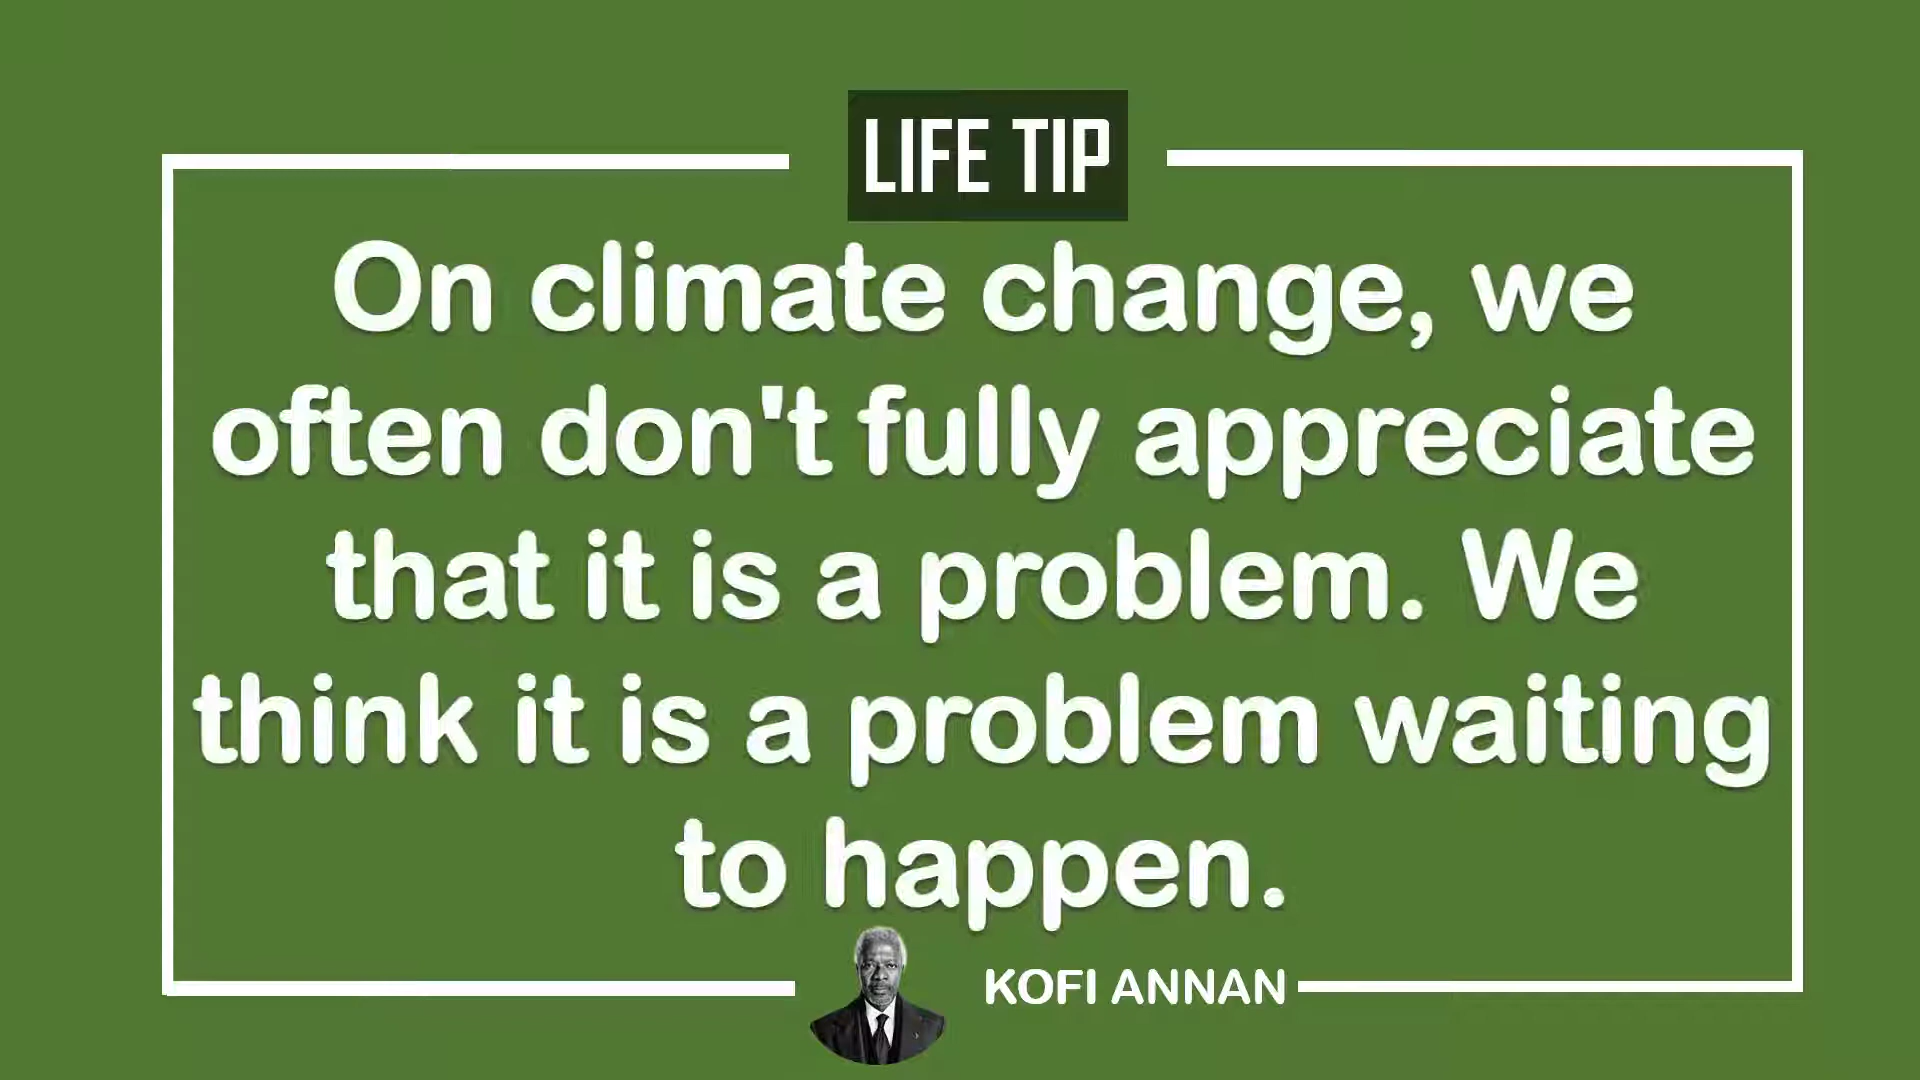 LIFE TIP
On climate change, we
often don't fully appreciate
that it is a problem. We
think it is a problem waiting
to happen.
KOFI ANNAN